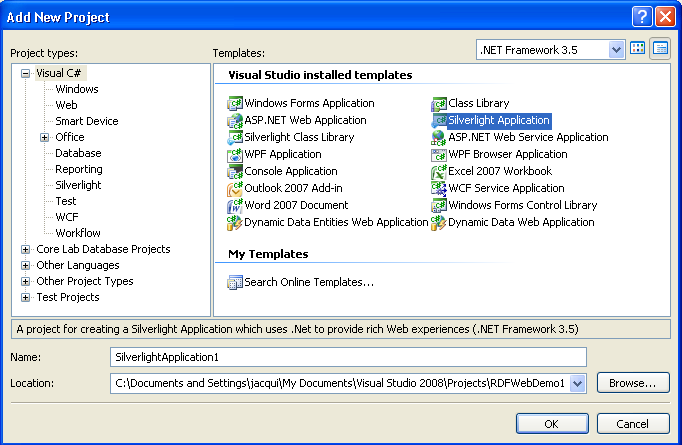 Add New Project
Project types:
Templates:
.NET Framework 3.5
Visual C#
Windows
Web
Smart Device
Office
Database
Reporting
Silverlight
Test
WCF
Workflow
Core Lab Database Projects
Other Languages
Other Project Types
Test Projects
Visual Studio installed templates
Windows Forms Application
Class Library
ASP.NET Web Application
Silverlight Application
Silverlight Class Library
ASP.NET Web Service Application
WPF Application
WPF Browser Application
Console Application
Excel 2007 Workbook
Outlook 2007 Add-in
WCF Service Application
Word 2007 Document
Windows Forms Control Library
Dynamic Data Entities Web Application
Dynamic Data Web Application
My Templates
Search Online Templates...
A project for creating a Silverlight Application which uses .Net to provide rich Web experiences (.NET Framework 3.5)
Name:
SilverlightApplication1
Location:
C:\Documents and Settings\jacqui\My Documents\Visual Studio 2008\Projects\RDFWebDemo1
Browse...
OK
Cancel